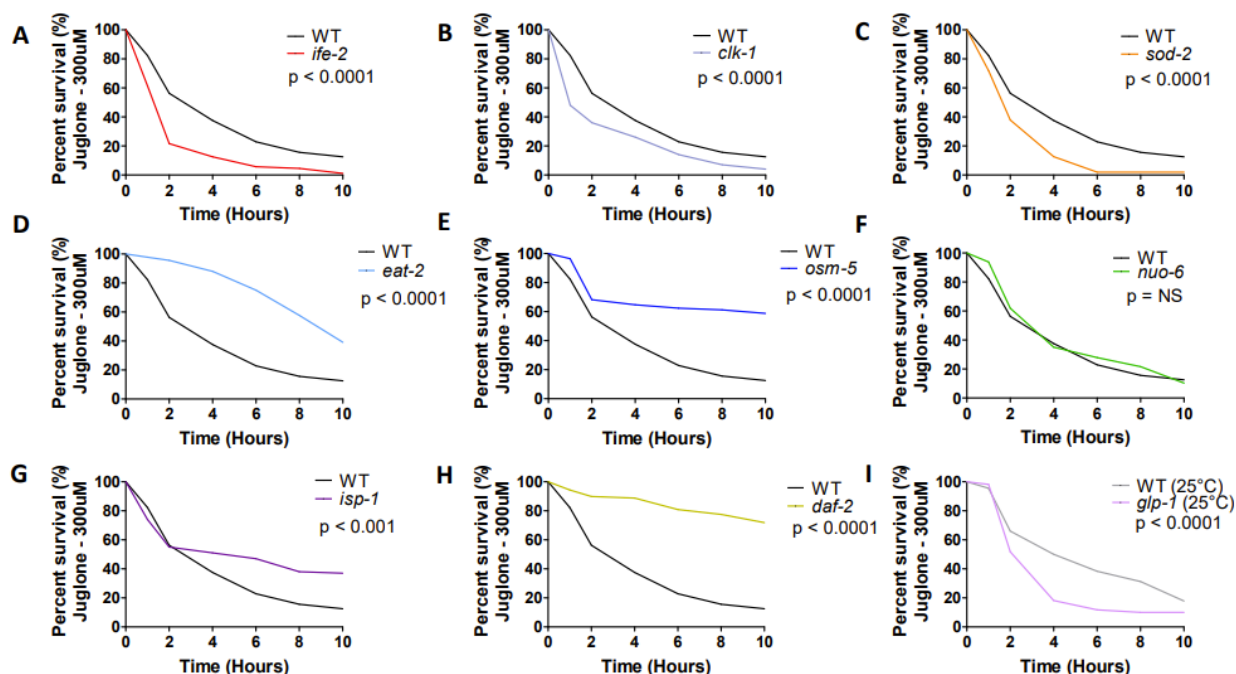 A
Percent survival (%)
Juglone - 300uM
100
80
60
40
20
0
0 2 4 6 8 10
Time (Hours)
WT
ife-2
p < 0.0001
B
Percent survival (%)
Juglone - 300uM
100
80
60
40
20
0
0 2 4 6 8 10
Time (Hours)
WT
clk-1
p < 0.0001
C
Percent survival (%)
Juglone - 300uM
100
80
60
40
20
0
0 2 4 6 8 10
Time (Hours)
WT
sod-2
p < 0.0001
D
Percent survival (%)
Juglone - 300uM
100
80
60
40
20
0
0 2 4 6 8 10
Time (Hours)
WT
eat-2
p < 0.0001
E
Percent survival (%)
Juglone - 300uM
100
80
60
40
20
0
0 2 4 6 8 10
Time (Hours)
WT
osm-5
p < 0.0001
F
Percent survival (%)
Juglone - 300uM
100
80
60
40
20
0
0 2 4 6 8 10
Time (Hours)
WT
nuo-6
p = NS
G
Percent survival (%)
Juglone - 300uM
100
80
60
40
20
0
0 2 4 6 8 10
Time (Hours)
WT
isp-1
p < 0.001
H
Percent survival (%)
Juglone - 300uM
100
80
60
40
20
0
0 2 4 6 8 10
Time (Hours)
WT
daf-2
p < 0.0001
I
Percent survival (%)
Juglone - 300uM
100
80
60
40
20
0
0 2 4 6 8 10
Time (Hours)
WT (25°C)
glp-1 (25°C)
p < 0.0001